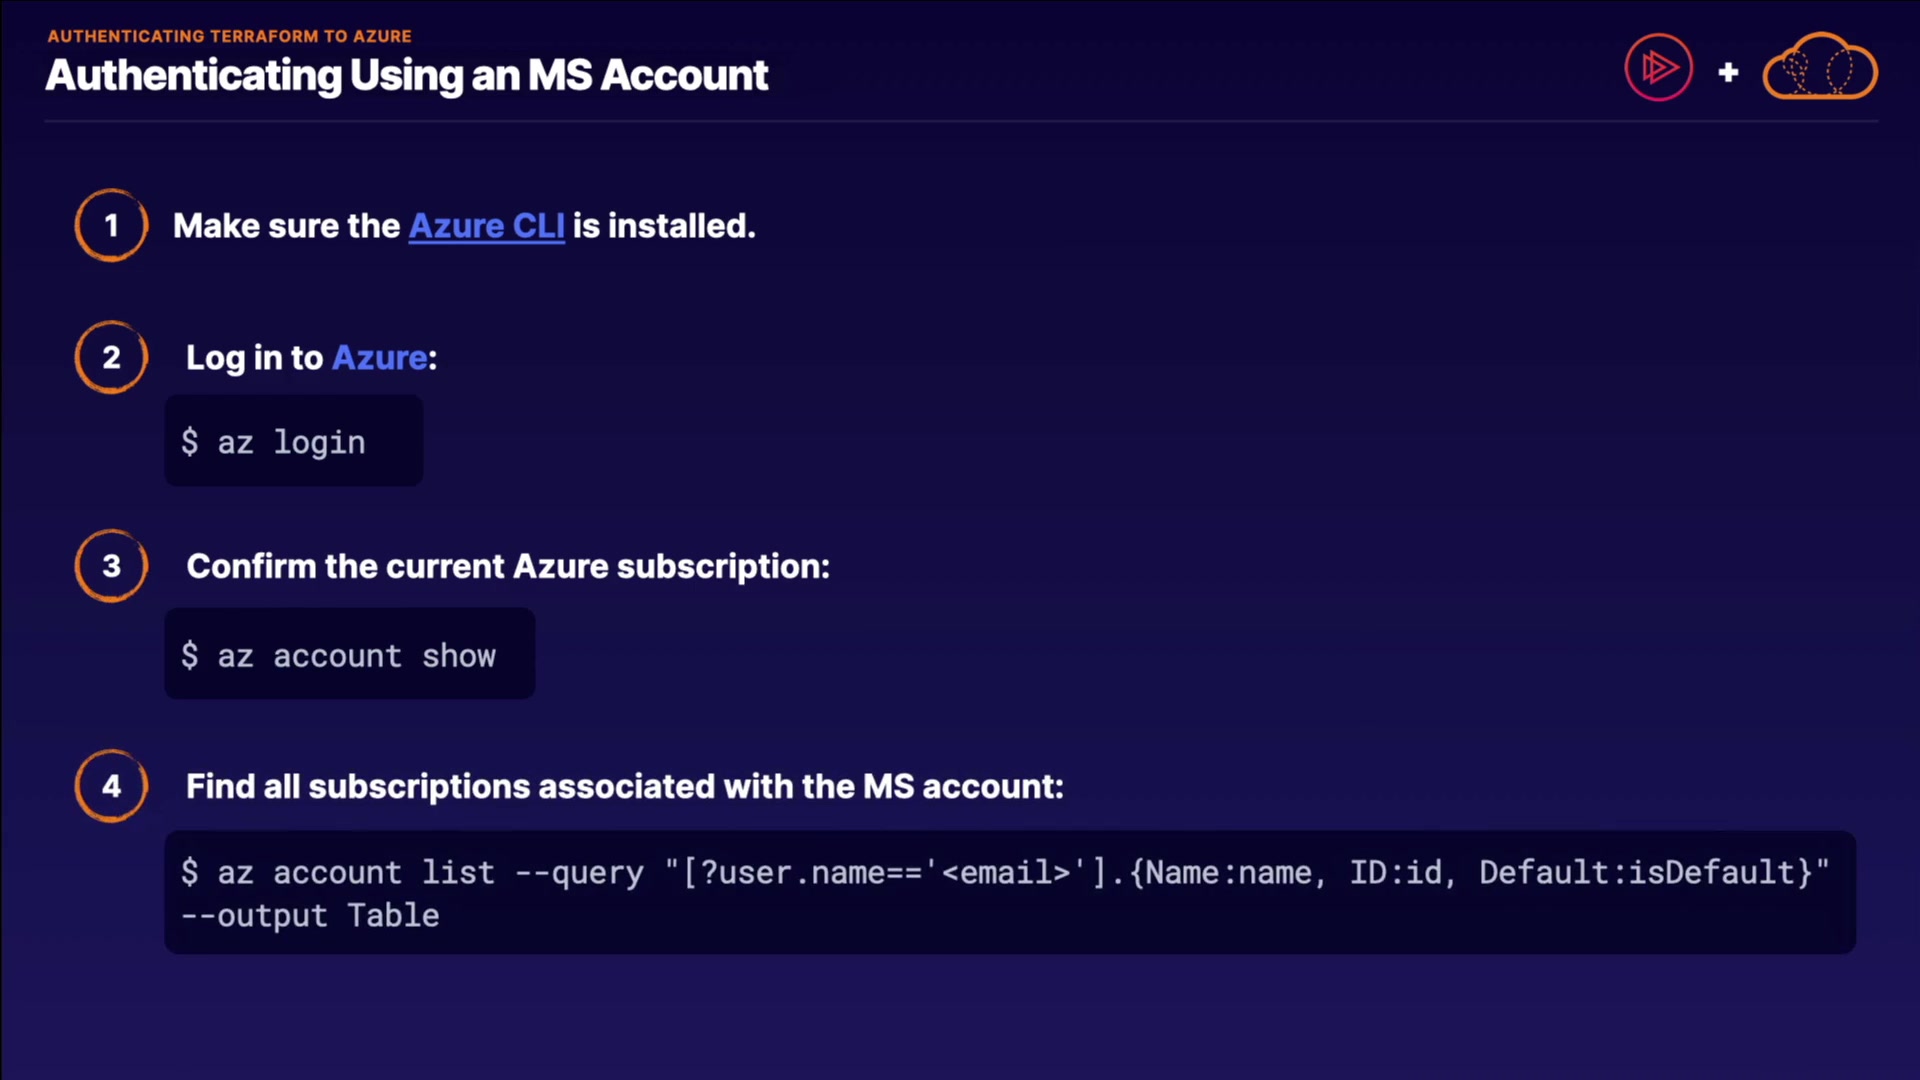 AUTHENTICATING TERRAFORM TO AZURE
Authenticating Using an MS Account
+
1
Make sure the Azure CLI is installed.
2
Log in to Azure:
$ az login
3
Confirm the current Azure subscription:
$ az account show
4
Find all subscriptions associated with the MS account:
$ az account list --query "[?user.name=='<email>'].{Name:name, ID:id, Default:isDefault}"
--output Table